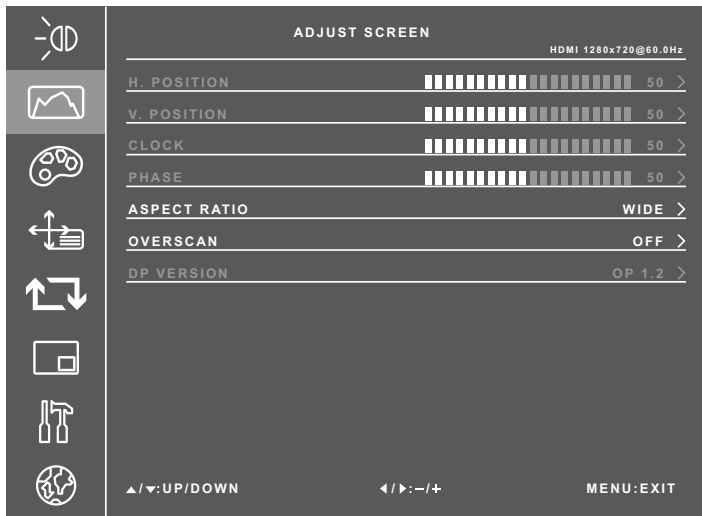 ADJUST SCREEN
HDMI 1280x720@60.0Hz
H. POSITION 50 >
V. POSITION 50 >
CLOCK 50 >
PHASE 50 >
ASPECT RATIO WIDE >
OVERSCAN OFF >
DP VERSION OP 1.2 >
▲/▼:UP/DOWN ◀/▶:−/+ MENU:EXIT